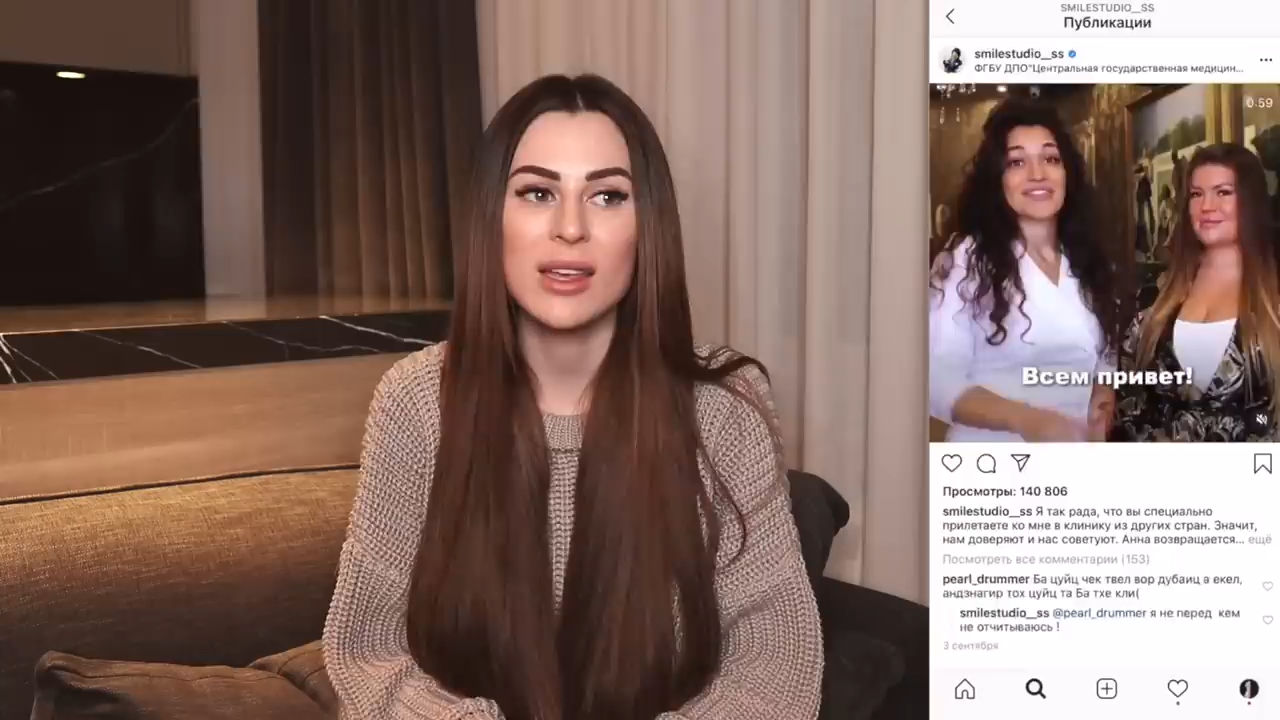 SMILESTUDIO__SS
Публикации
smilestudio__ss
ФГБУ ДПО"Центральная государственная медицин...
0:59
Всем привет!
Просмотры: 140 806
smilestudio__ss Я так рада, что вы специально
прилетаете ко мне в клинику из других стран. Значит,
нам доверяют и нас советуют. Анна возвращается... ещё
Посмотреть все комментарии (153)
pearl_drummer Ба цуйц чек твел вор дубаиц а екел,
андзнагир тох цуйц та Ба тхе кли(
smilestudio__ss @pearl_drummer я не перед кем
не отчитываюсь !
3 сентября